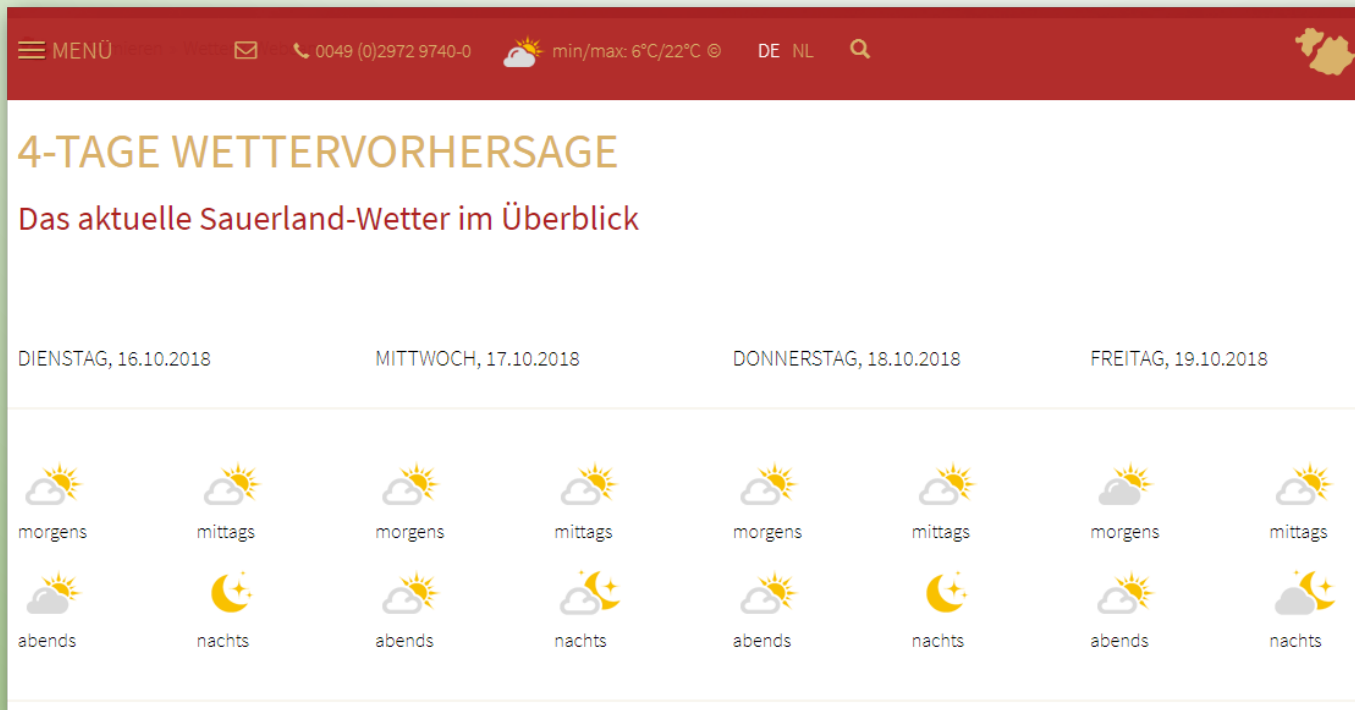 MENÜ 0049 (0)2972 9740-0 min/max: 6°C/22°C © DE NL
4-TAGE WETTERVORHERSAGE
Das aktuelle Sauerland-Wetter im Überblick
DIENSTAG, 16.10.2018 MITTWOCH, 17.10.2018 DONNERSTAG, 18.10.2018 FREITAG, 19.10.2018
morgens mittags morgens mittags morgens mittags morgens mittags
abends nachts abends nachts abends nachts abends nachts